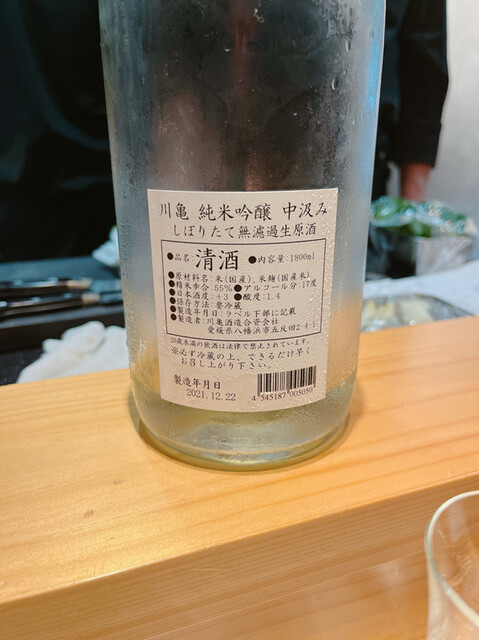 川亀 純米吟醸 中汲み
しぼりたて無濾過生原酒
●品名:清酒 ●内容量:1800ml
●原材料名:米(国産)、米麹(国産米)
●精米歩合:55% ●アルコール分:17度
●日本酒度:+3 ●酸度:1.4
●保存方法:要冷蔵
●製造年月日:ラベル下部に記載
●製造者:川亀酒造合資会社
愛媛県八幡浜市五反田2-4-1
20歳未満の飲酒は法律で禁止されています。
※必ず冷蔵の上、できるだけ早く
お召し上がり下さい。
製造年月日
2021.12.22
4 545187 005050